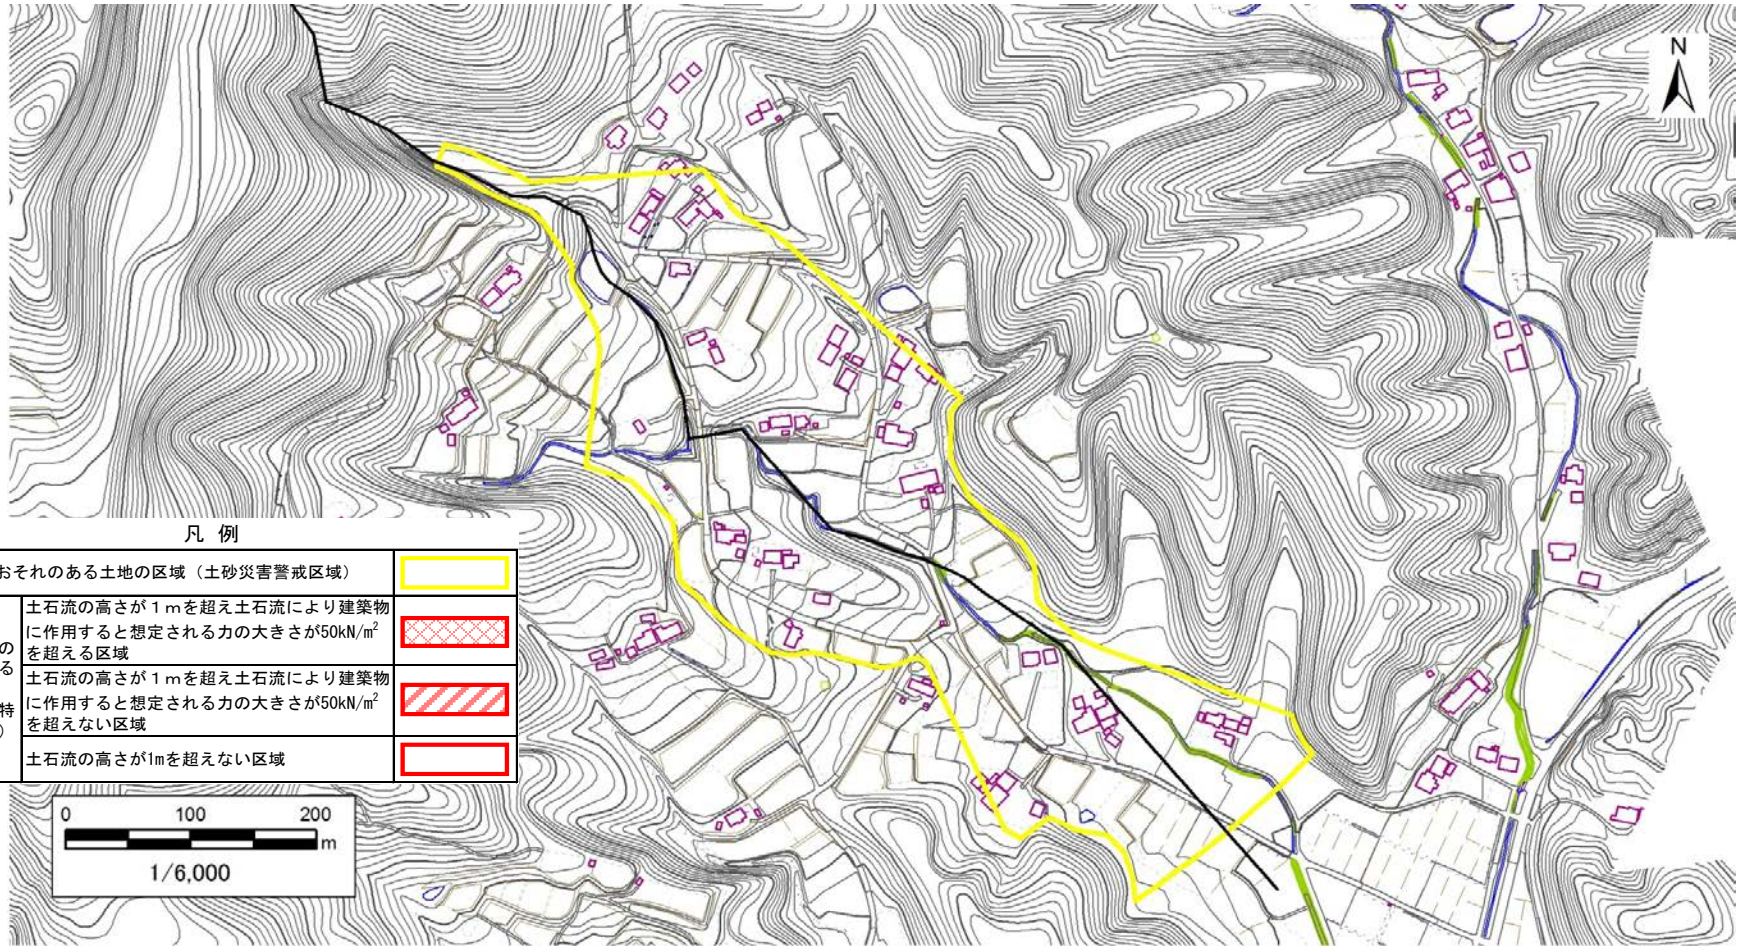 N
凡 例
おそれのある土地の区域（土砂災害警戒区域）
土石流の高さが１ｍを超え土石流により建築物
に作用すると想定される力の大きさが50kN/m²
を超える区域
の
る
特
）
土石流の高さが１ｍを超え土石流により建築物
に作用すると想定される力の大きさが50kN/m²
を超えない区域
土石流の高さが1mを超えない区域
0 100 200
m
1/6,000